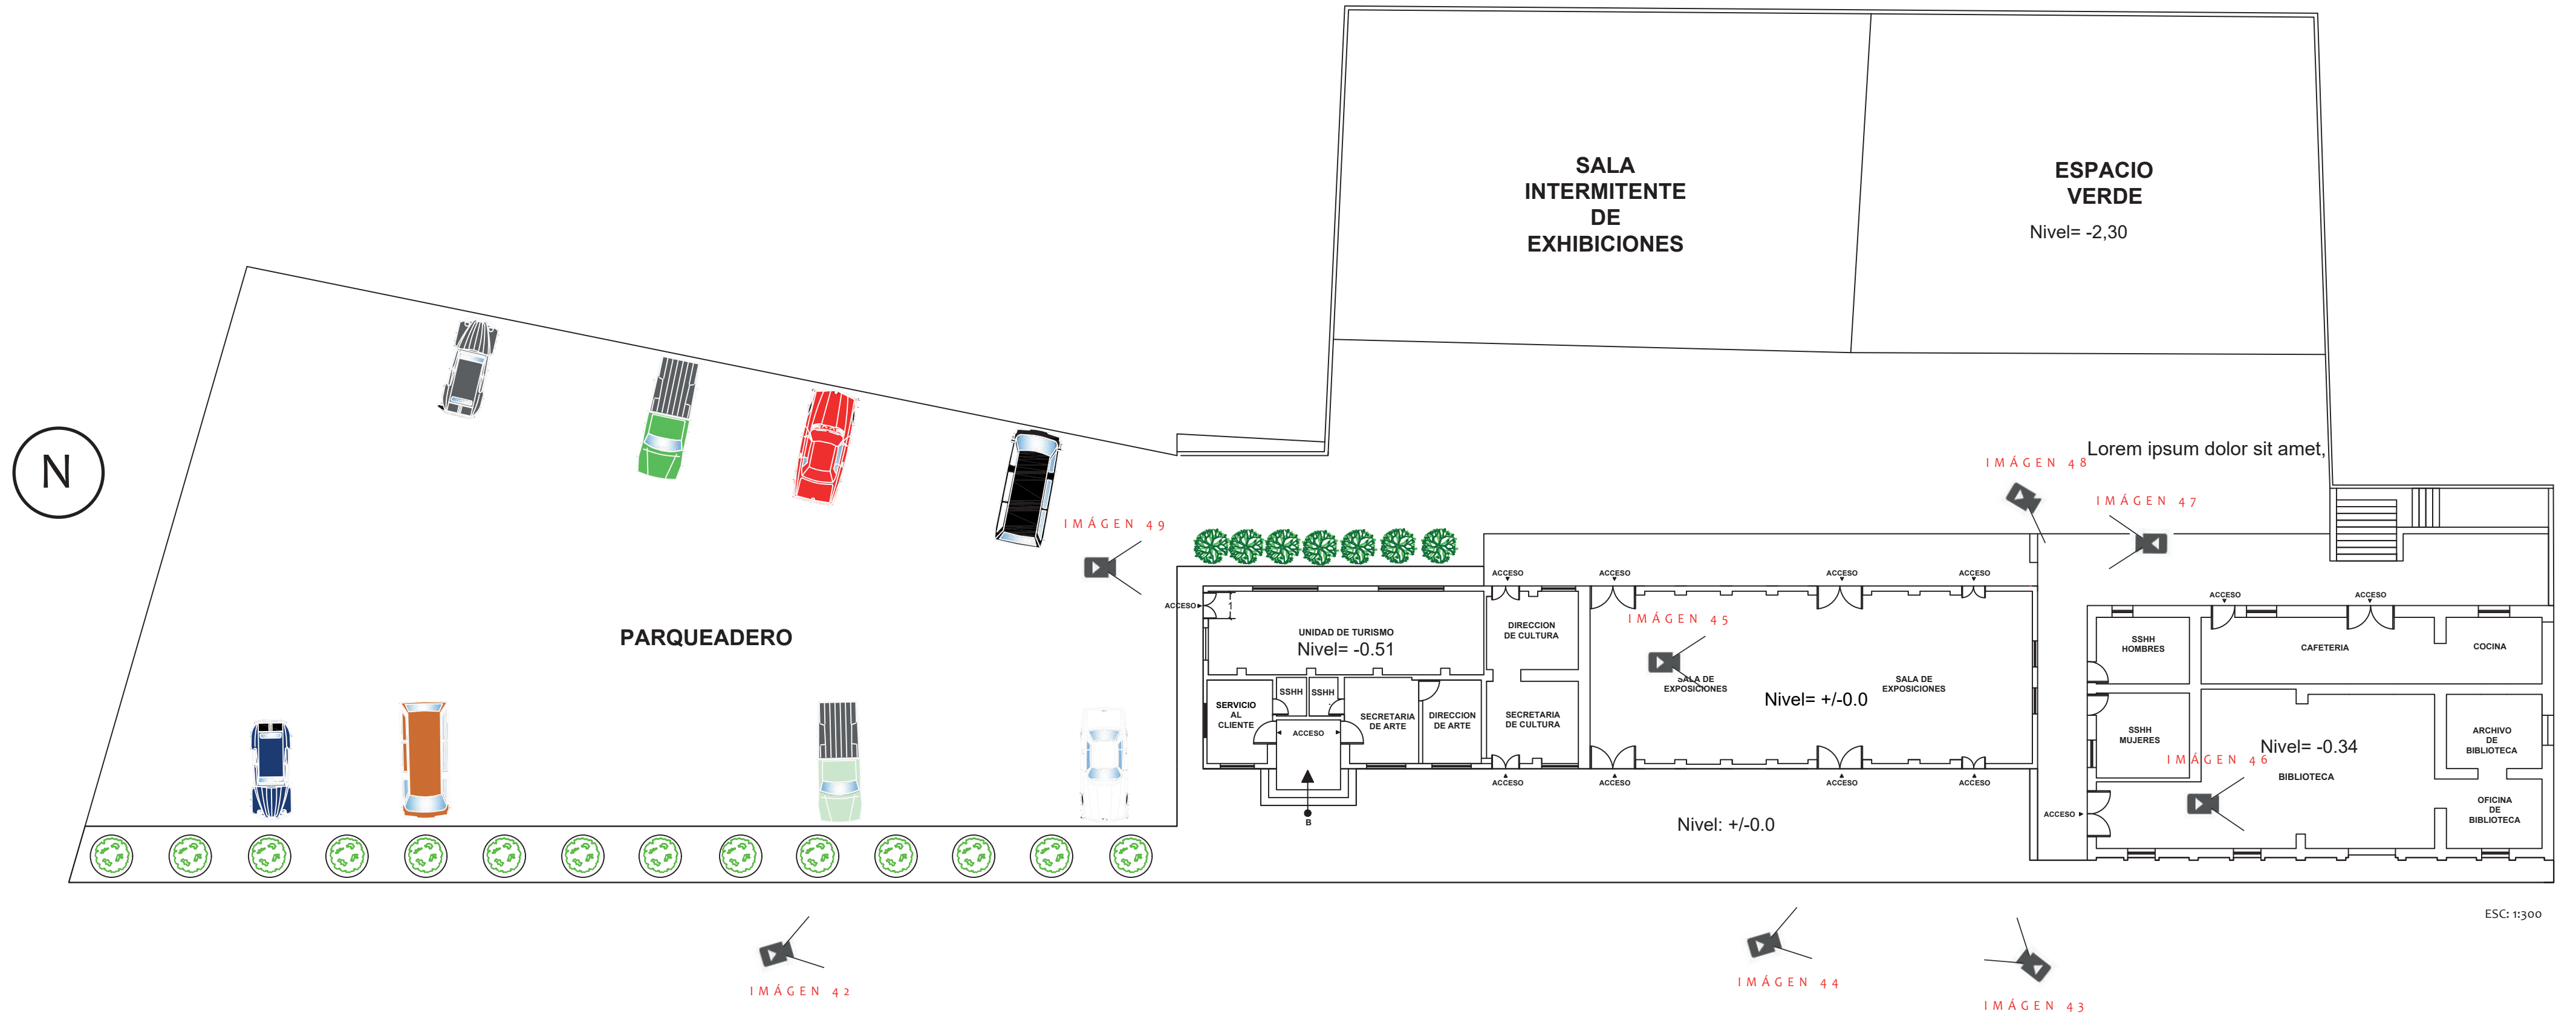 SALA
INTERMITENTE
DE
EXHIBICIONES
ESPACIO
VERDE
Nivel= -2,30
N
Lorem ipsum dolor sit amet,
IMÁGEN 48
IMÁGEN 47
IMÁGEN 49
PARQUEADERO
ACCESO
1
UNIDAD DE TURISMO
Nivel= -0.51
SSHH
SSHH
SERVICIO
AL
CLIENTE
ACCESO
SECRETARIA
DE ARTE
DIRECCION
DE ARTE
B
ACCESO
ACCESO
ACCESO
ACCESO
DIRECCION
DE CULTURA
SECRETARIA
DE CULTURA
IMÁGEN 45
SALA DE
EXPOSICIONES
Nivel= +/-0.0
SALA DE
EXPOSICIONES
ACCESO
ACCESO
ACCESO
ACCESO
Nivel: +/-0.0
ACCESO
ACCESO
SSHH
HOMBRES
CAFETERIA
COCINA
SSHH
MUJERES
IMÁGEN 46
Nivel= -0.34
BIBLIOTECA
ARCHIVO
DE
BIBLIOTECA
OFICINA
DE
BIBLIOTECA
ACCESO
ESC: 1:300
IMÁGEN 42
IMÁGEN 44
IMÁGEN 43